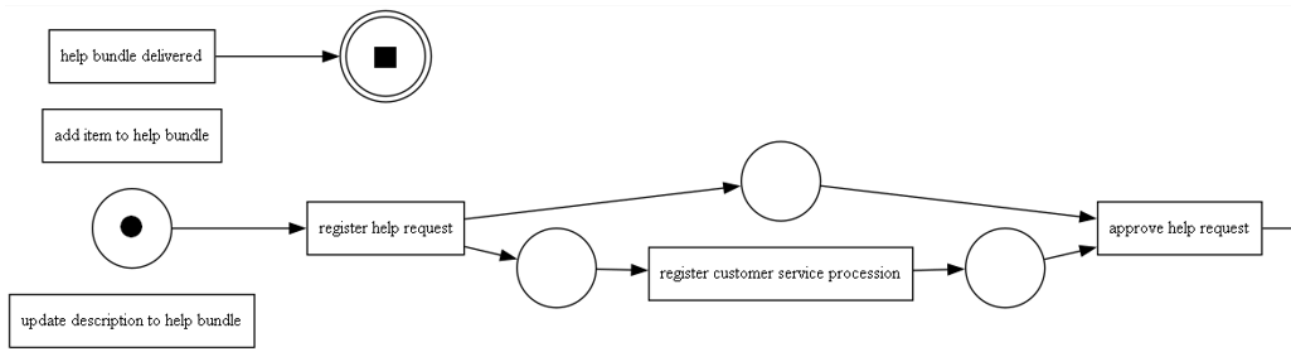 help bundle delivered
add item to help bundle
register help request
approve help request
register customer service procession
update description to help bundle